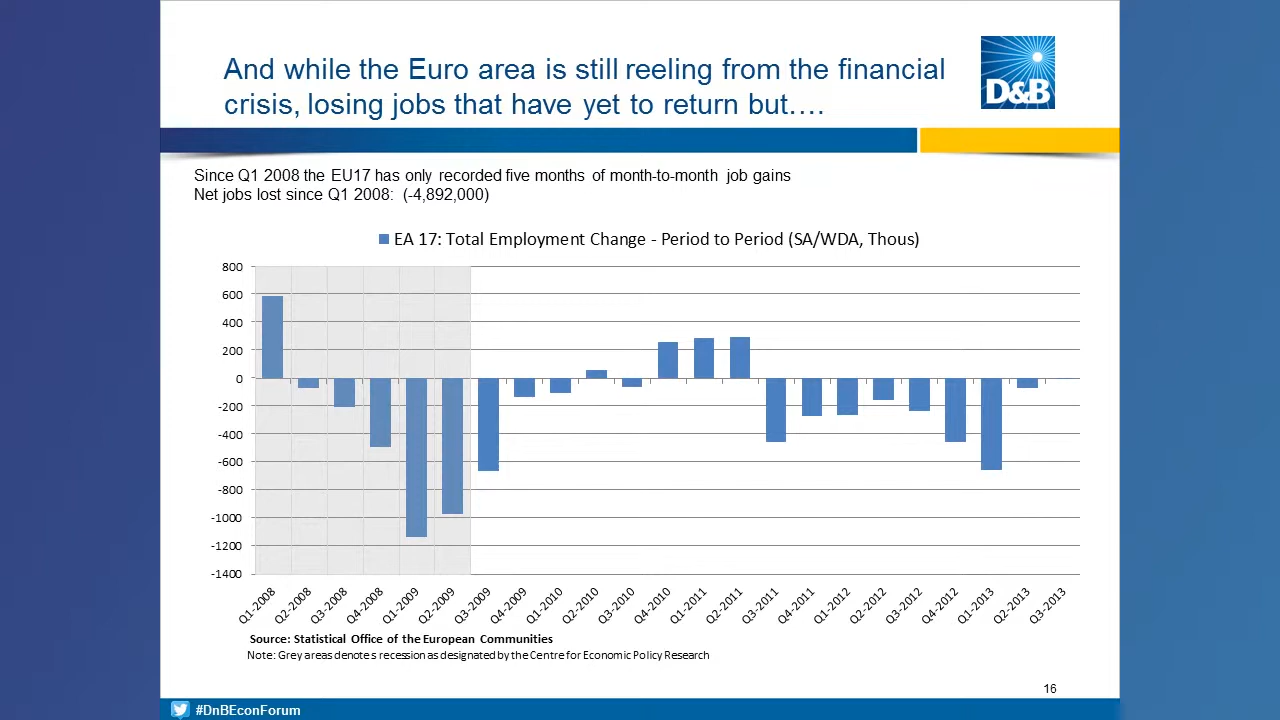 And while the Euro area is still reeling from the financial
crisis, losing jobs that have yet to return but….
D&B
Since Q1 2008 the EU17 has only recorded five months of month-to-month job gains
Net jobs lost since Q1 2008: (-4,892,000)
EA 17: Total Employment Change - Period to Period (SA/WDA, Thous)
800
600
400
200
0
-200
-400
-600
-800
-1000
-1200
-1400
Q1-2008
Q2-2008
Q3-2008
Q4-2008
Q1-2009
Q2-2009
Q3-2009
Q4-2009
Q1-2010
Q2-2010
Q3-2010
Q4-2010
Q1-2011
Q2-2011
Q3-2011
Q4-2011
Q1-2012
Q2-2012
Q3-2012
Q4-2012
Q1-2013
Q2-2013
Q3-2013
Source: Statistical Office of the European Communities
Note: Grey areas denotes recession as designated by the Centre for Economic Policy Research
16
#DnBEconForum